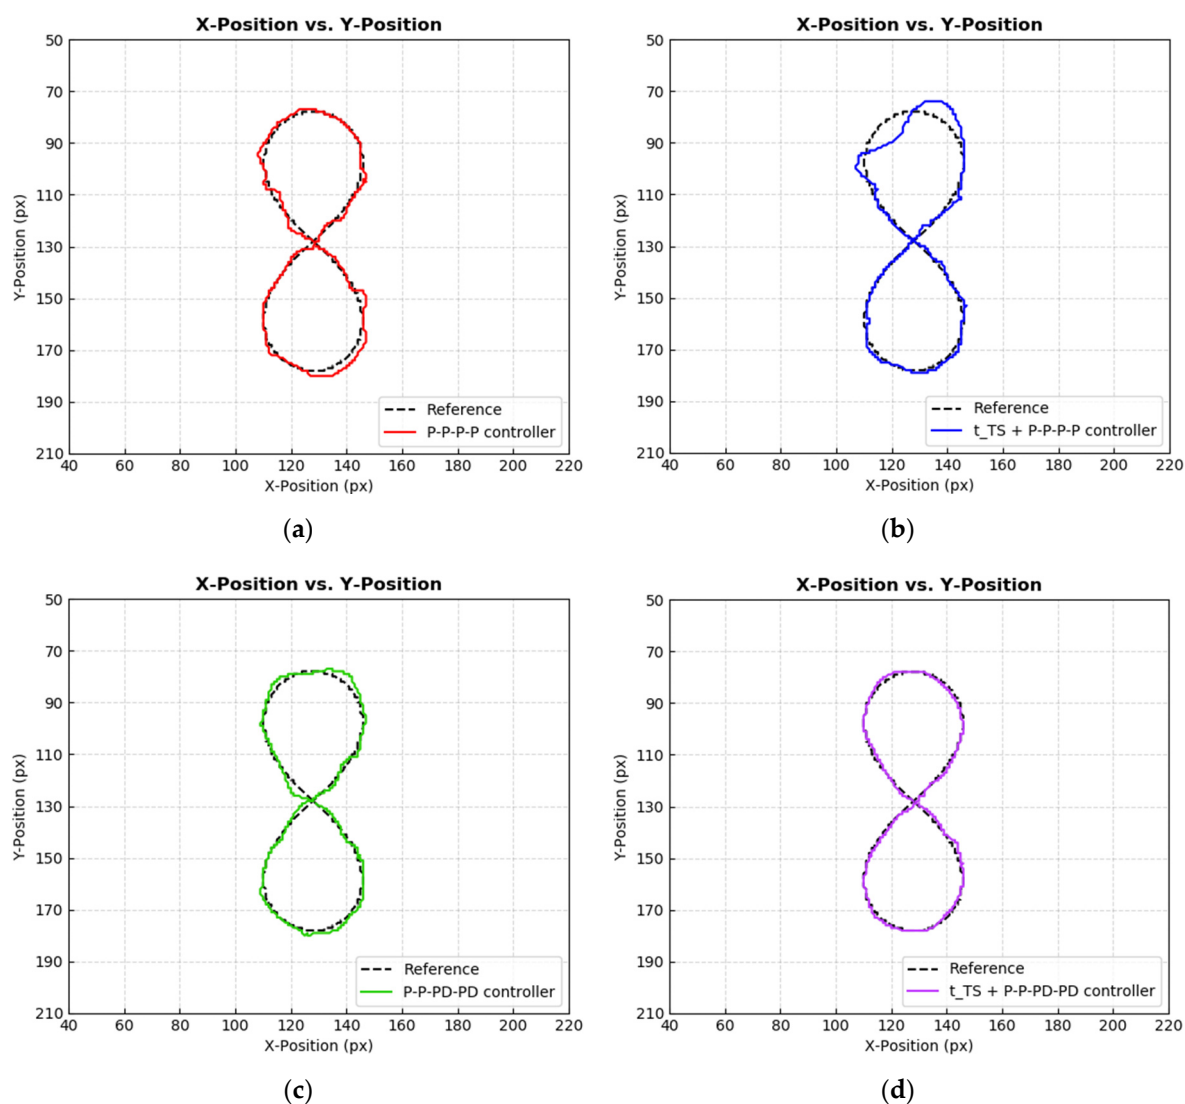 X-Position vs. Y-Position
50
70
90
110
130
150
170
190
210
Y-Position (px)
Reference
P-P-P-P controller
40 60 80 100 120 140 160 180 200 220
X-Position (px)
(a)
X-Position vs. Y-Position
50
70
90
110
130
150
170
190
210
Y-Position (px)
Reference
t_TS + P-P-P-P controller
40 60 80 100 120 140 160 180 200 220
X-Position (px)
(b)
X-Position vs. Y-Position
50
70
90
110
130
150
170
190
210
Y-Position (px)
Reference
P-P-PD-PD controller
40 60 80 100 120 140 160 180 200 220
X-Position (px)
(c)
X-Position vs. Y-Position
50
70
90
110
130
150
170
190
210
Y-Position (px)
Reference
t_TS + P-P-PD-PD controller
40 60 80 100 120 140 160 180 200 220
X-Position (px)
(d)